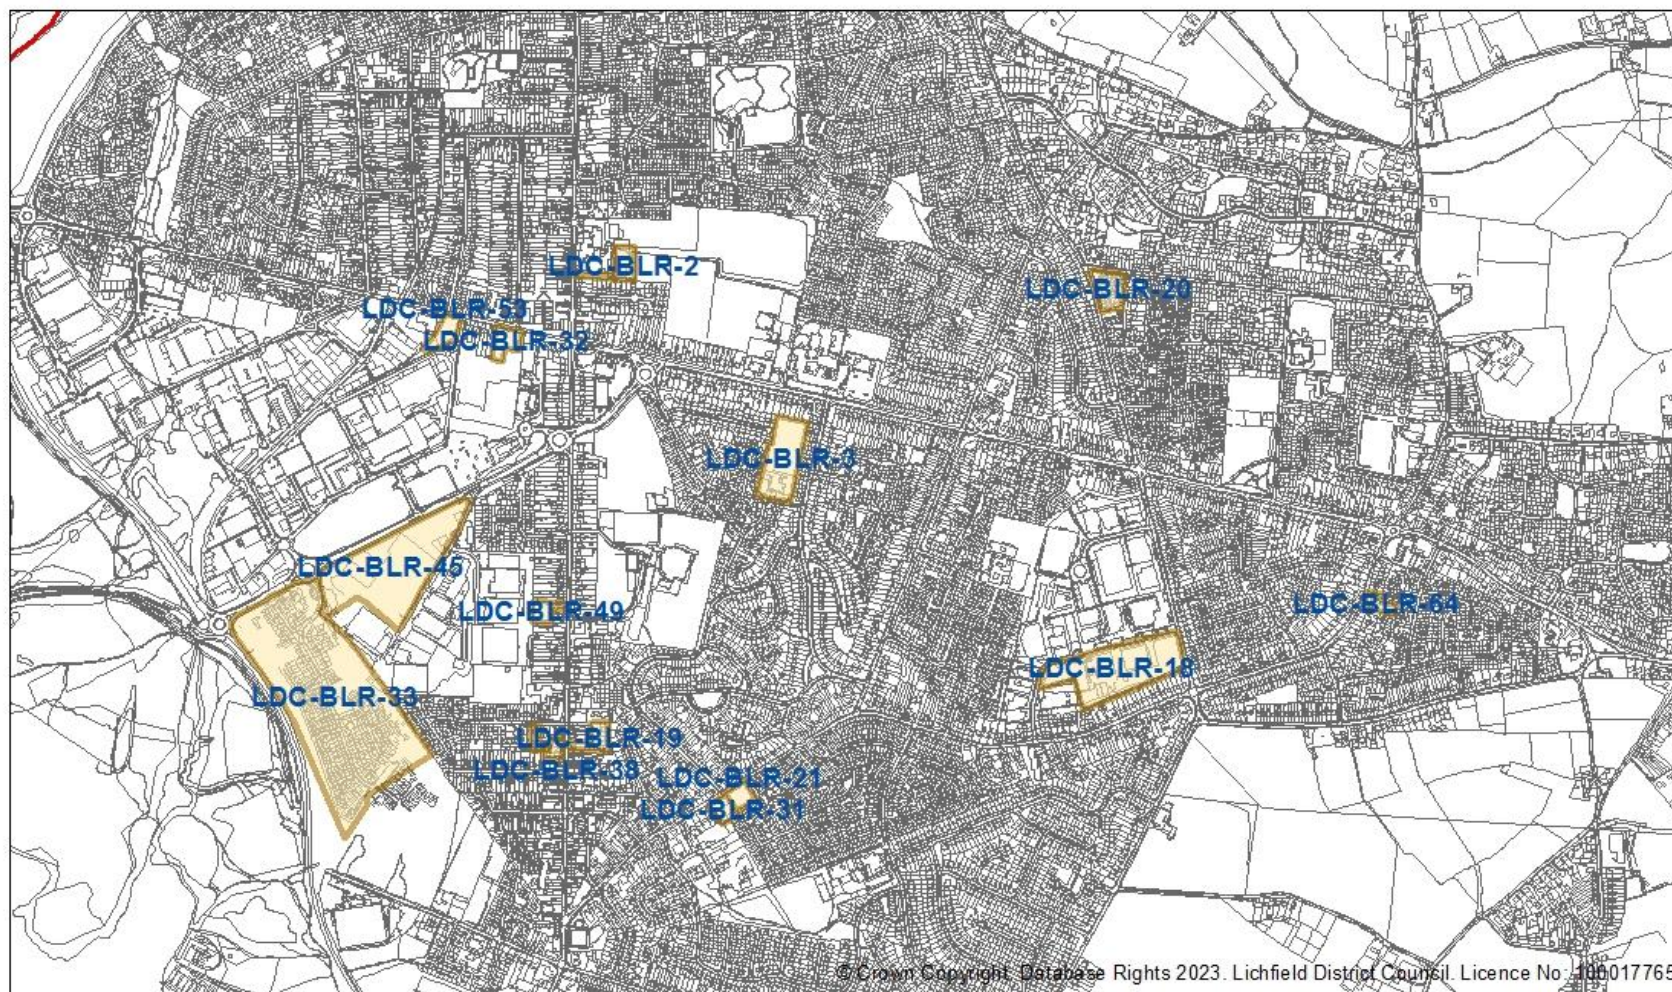 LDC-BLR-2
LDC-BLR-20
LDC-BLR-53
LDC-BLR-32
LDC-BLR-3
LDC-BLR-45
LDC-BLR-49
LDC-BLR-64
LDC-BLR-18
LDC-BLR-33
LDC-BLR-19
LDC-BLR-38
LDC-BLR-21
LDC-BLR-31
© Crown Copyright. Database Rights 2023. Lichfield District Council. Licence No: 100017765